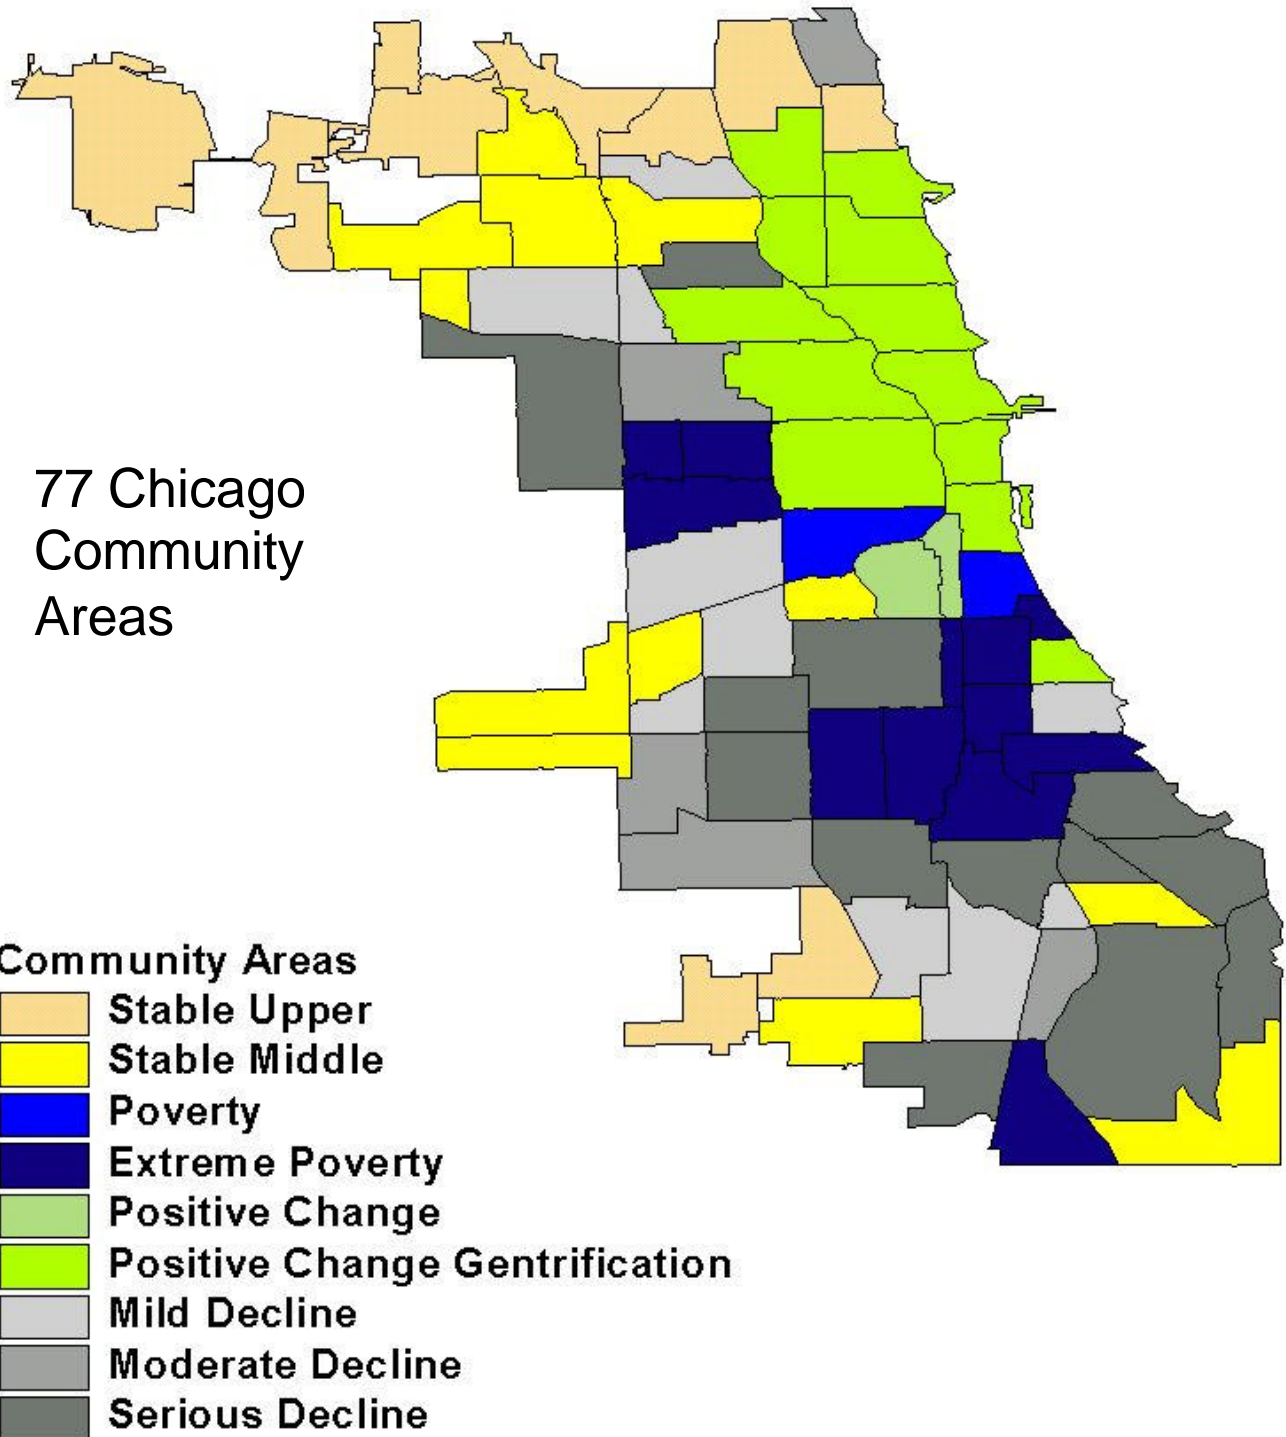 77 Chicago
Community
Areas
Community Areas
Stable Upper
Stable Middle
Poverty
Extreme Poverty
Positive Change
Positive Change Gentrification
Mild Decline
Moderate Decline
Serious Decline